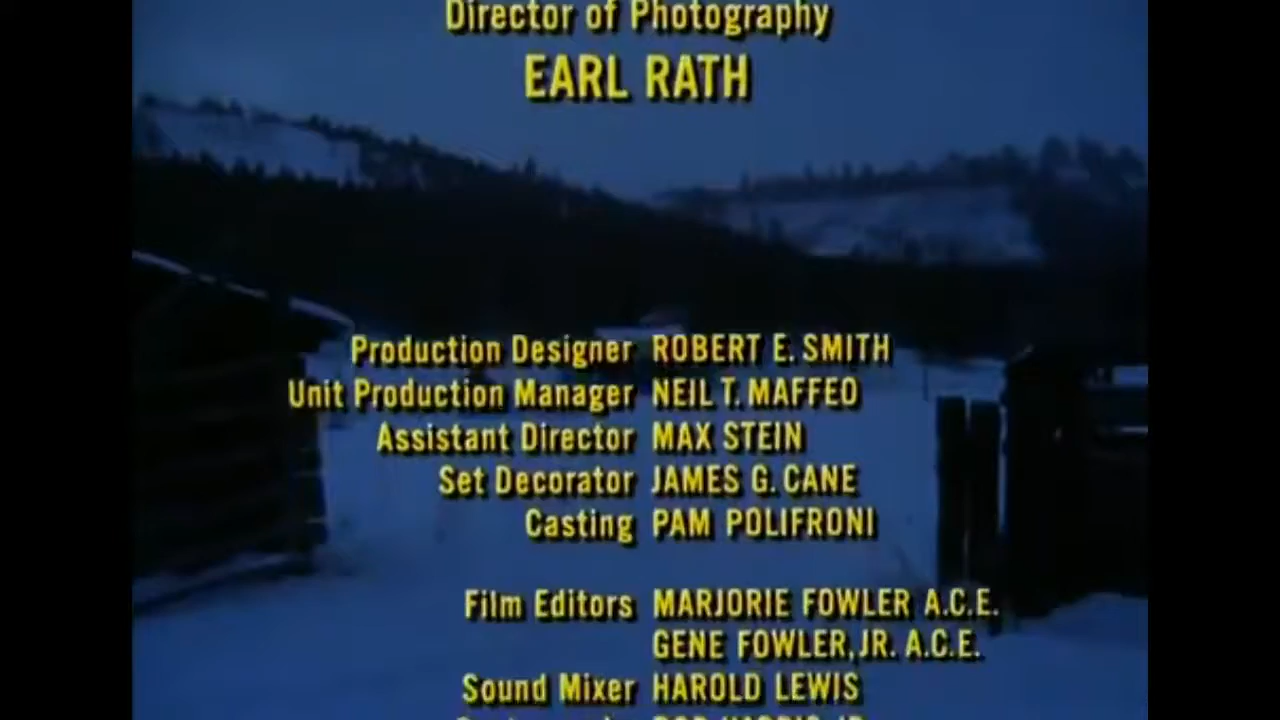 Director of Photography
EARL RATH
Production Designer ROBERT E. SMITH
Unit Production Manager NEIL T. MAFFEO
Assistant Director MAX STEIN
Set Decorator JAMES G. CANE
Casting PAM POLIFRONI
Film Editors MARJORIE FOWLER A.C.E.
GENE FOWLER, JR. A.C.E.
Sound Mixer HAROLD LEWIS